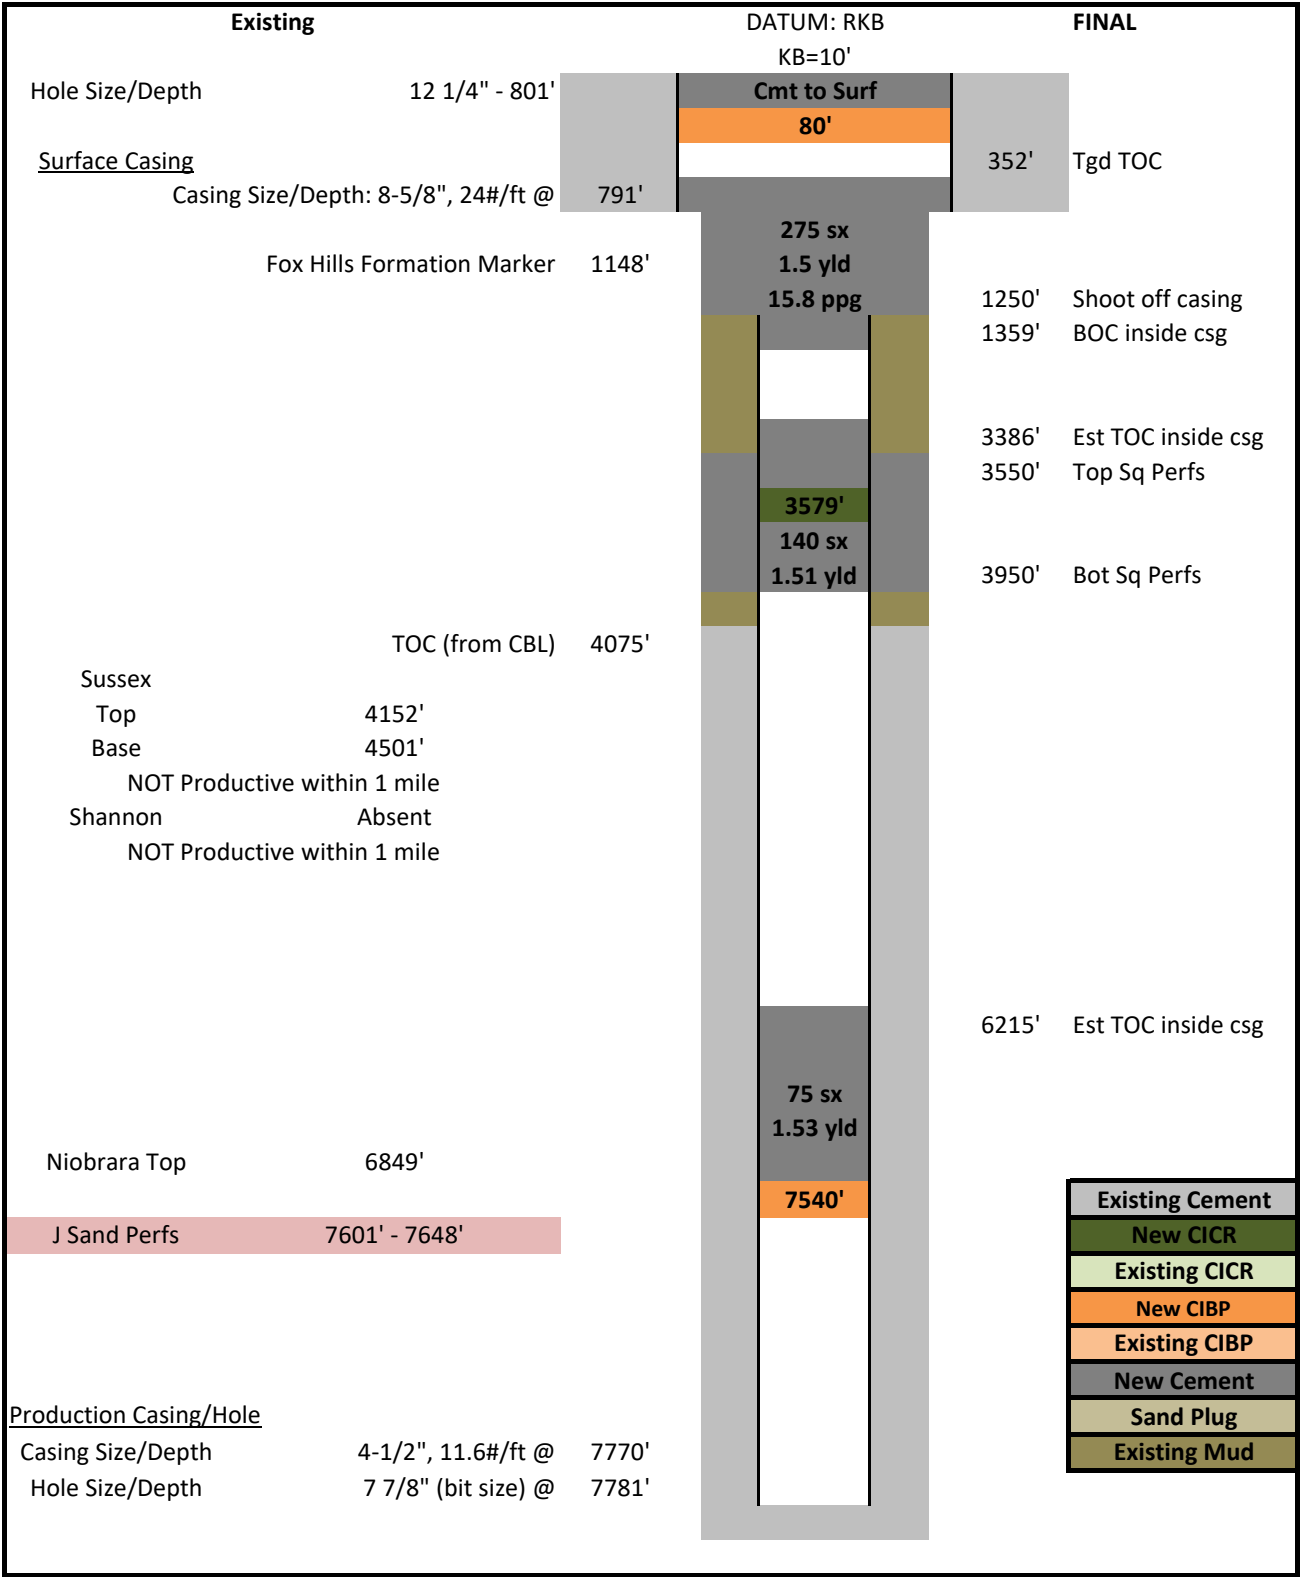 Existing DATUM: RKB FINAL
KB=10'
Hole Size/Depth 12 1/4" - 801' Cmt to Surf
80'
Surface Casing 352' Tgd TOC
Casing Size/Depth: 8-5/8", 24#/ft @ 791'
275 sx
Fox Hills Formation Marker 1148' 1.5 yld
15.8 ppg 1250' Shoot off casing
1359' BOC inside csg
3386' Est TOC inside csg
3550' Top Sq Perfs
3579'
140 sx
1.51 yld 3950' Bot Sq Perfs
TOC (from CBL) 4075'
Sussex
Top 4152'
Base 4501'
NOT Productive within 1 mile
Shannon Absent
NOT Productive within 1 mile
6215' Est TOC inside csg
75 sx
1.53 yld
Niobrara Top 6849'
7540' Existing Cement
J Sand Perfs 7601' - 7648' New CICR
Existing CICR
New CIBP
Existing CIBP
New Cement
Production Casing/Hole Sand Plug
Casing Size/Depth 4-1/2", 11.6#/ft @ 7770' Existing Mud
Hole Size/Depth 7 7/8" (bit size) @ 7781'